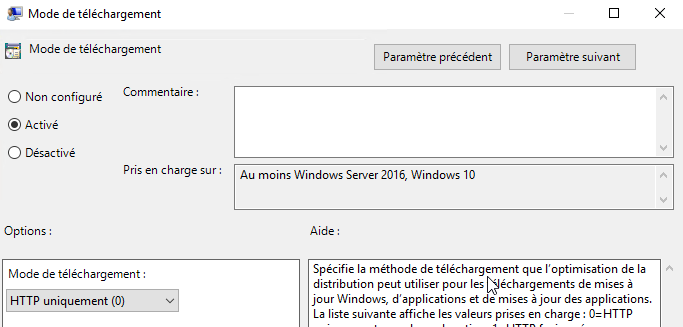 Mode de téléchargement
Mode de téléchargement
Paramètre précédent
Paramètre suivant
Non configuré
Commentaire :
Activé
Désactivé
Pris en charge sur :
Au moins Windows Server 2016, Windows 10
Options :
Aide :
Mode de téléchargement :
HTTP uniquement (0)
Spécifie la méthode de téléchargement que l'optimisation de la
distribution peut utiliser pour les téléchargements de mises à
jour Windows, d'applications et de mises à jour des applications.
La liste suivante affiche les valeurs prises en charge : 0=HTTP